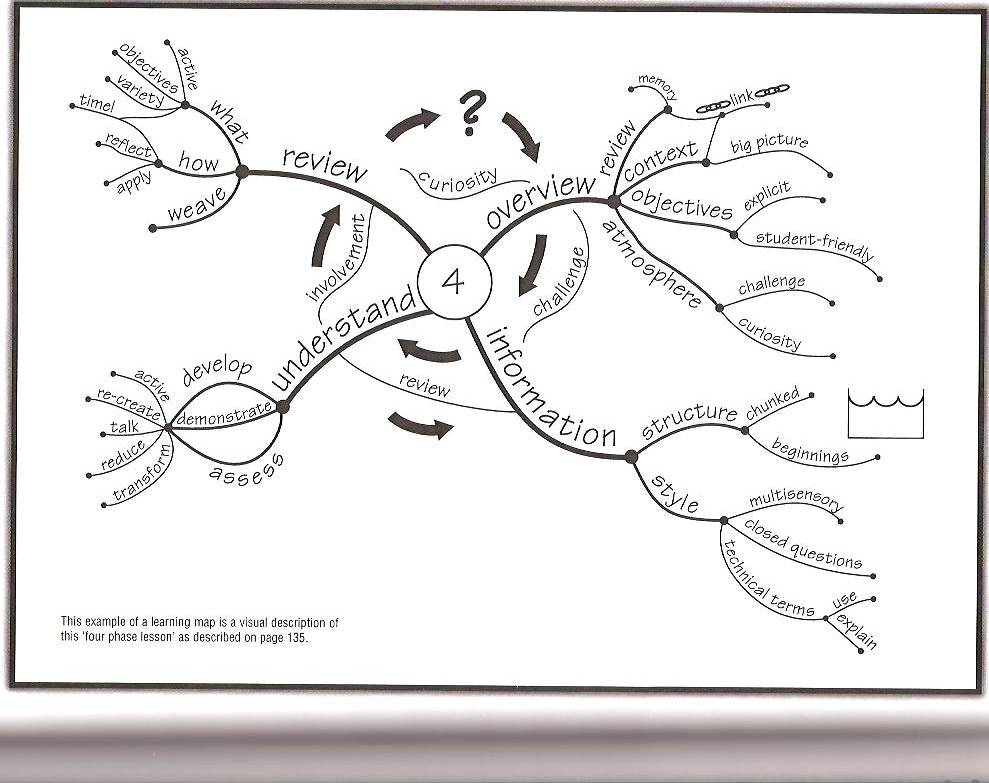 4
?
curiosity
challenge
review
involvement
overview
review
memory
link
context
big picture
objectives
explicit
student-friendly
atmosphere
challenge
curiosity
information
structure
chunked
beginnings
style
multisensory
closed questions
technical terms
use
explain
understand
develop
demonstrate
assess
active
re-create
talk
reduce
transform
review
what
active
objectives
variety
how
timel
reflect
apply
weave
This example of a learning map is a visual description of
this 'four phase lesson' as described on page 135.